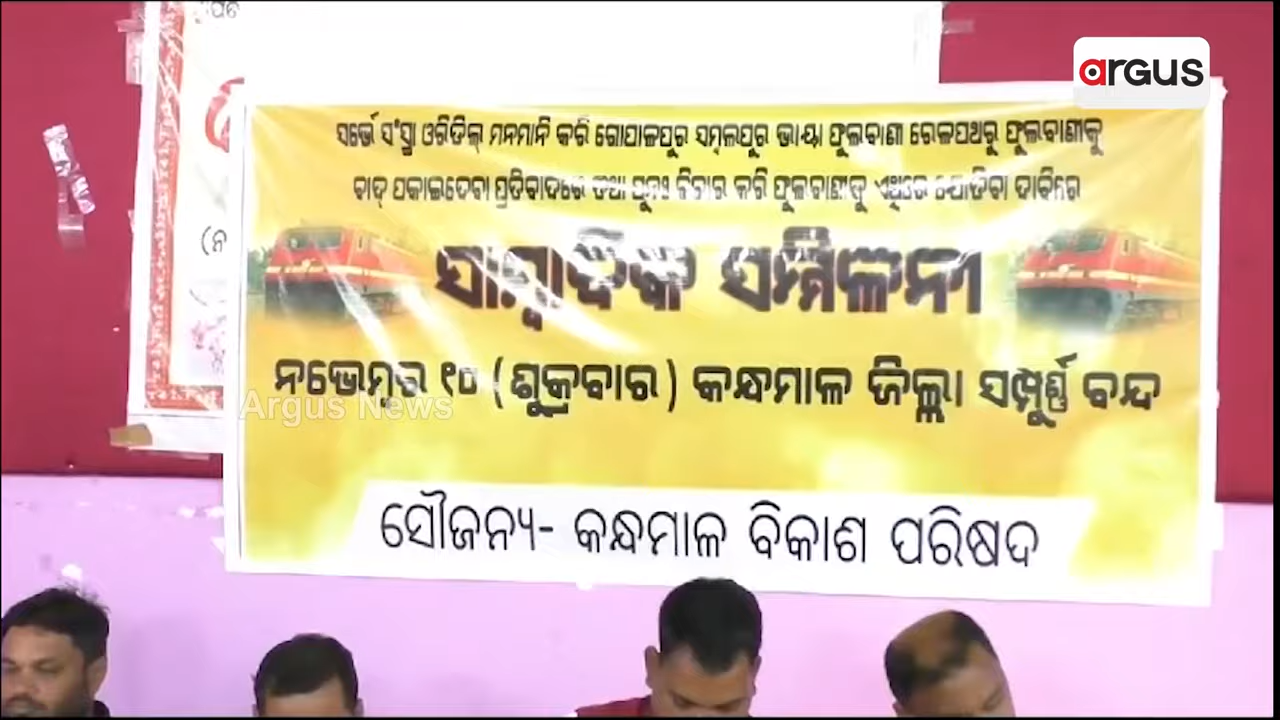 argus
ସର୍ଭେ ସଂସ୍ଥା ଓରିଡିଲ୍ ମନମାନି କରି ଗୋପାଳପୁର ସମ୍ବଲପୁର ଭାୟା ଫୁଲବାଣୀ ରେଳପଥରୁ ଫୁଲବାଣୀକୁ
ବାଦ୍ ପକାଇଦେବା ପ୍ରତିବାଦରେ ତଥା ପୁନଃ ବିଚାର କରି ଫୁଲବାଣୀକୁ ଏଥିରେ ଯୋଡିବା ଦାବିନେଇ
ସାମ୍ବାଦିକ ସମ୍ମିଳନୀ
ନଭେମ୍ବର ୧୦ (ଶୁକ୍ରବାର) କନ୍ଧମାଳ ଜିଲ୍ଲା ସମ୍ପୂର୍ଣ୍ଣ ବନ୍ଦ
Argus News
ସୌଜନ୍ୟ- କନ୍ଧମାଳ ବିକାଶ ପରିଷଦ